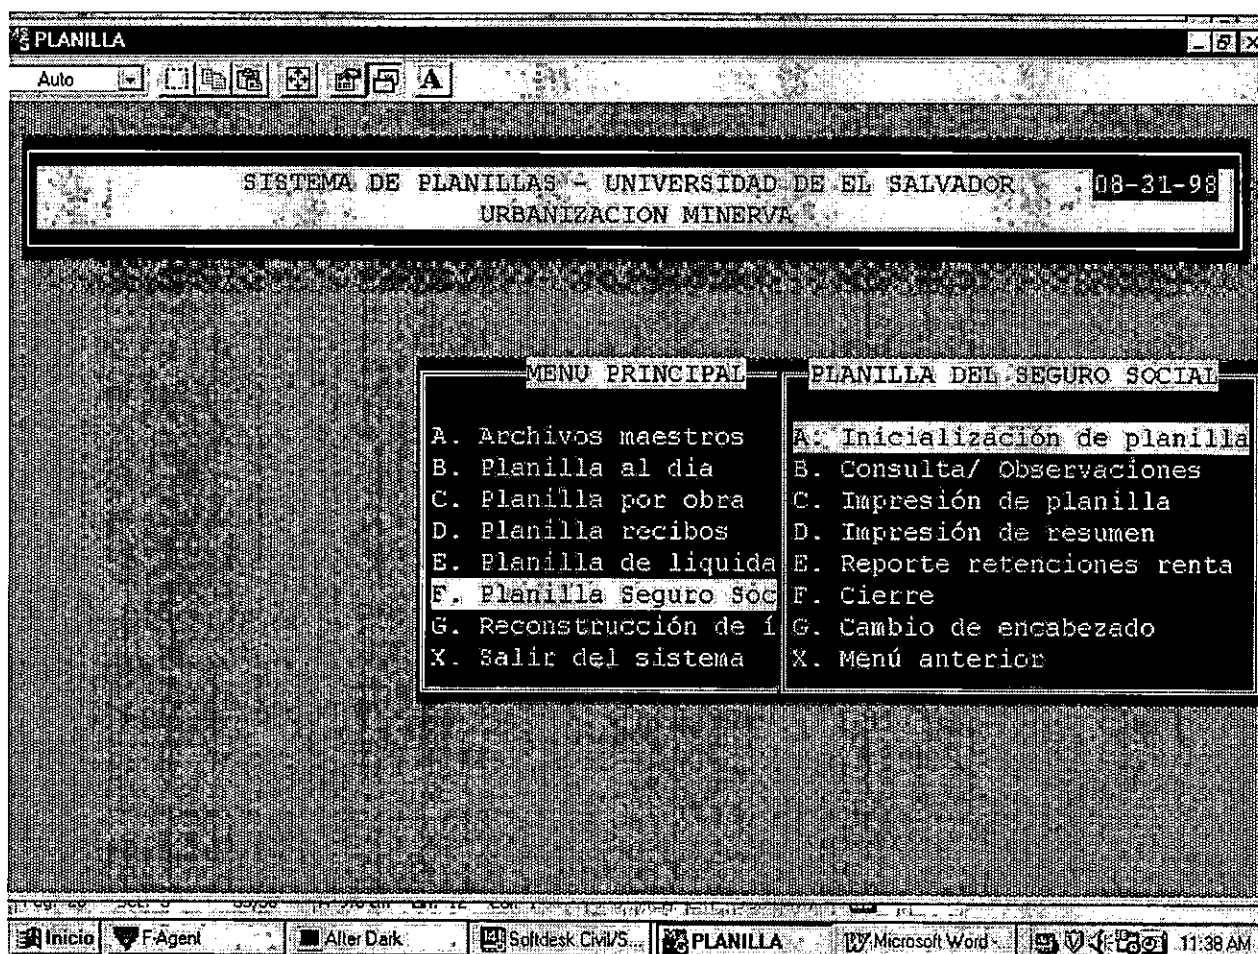 PLANILLA
Auto
A
SISTEMA DE PLANILLAS - UNIVERSIDAD DE EL SALVADOR 08-31-98
URBANIZACION MINERVA
MENU PRINCIPAL
A. Archivos maestros
B. Planilla al dia
C. Planilla por obra
D. Planilla recibos
E. Planilla de liquida
F. Planilla Seguro Soc
G. Reconstrucción de í
X. Salir del sistema
PLANILLA DEL SEGURO SOCIAL
A. Inicialización de planilla
B. Consulta/ Observaciones
C. Impresión de planilla
D. Impresión de resumen
E. Reporte retenciones renta
F. Cierre
G. Cambio de encabezado
X. Menú anterior
Inicio F-Agent After Dark Softdesk Civil/S... PLANILLA Microsoft Word - 11:38 AM